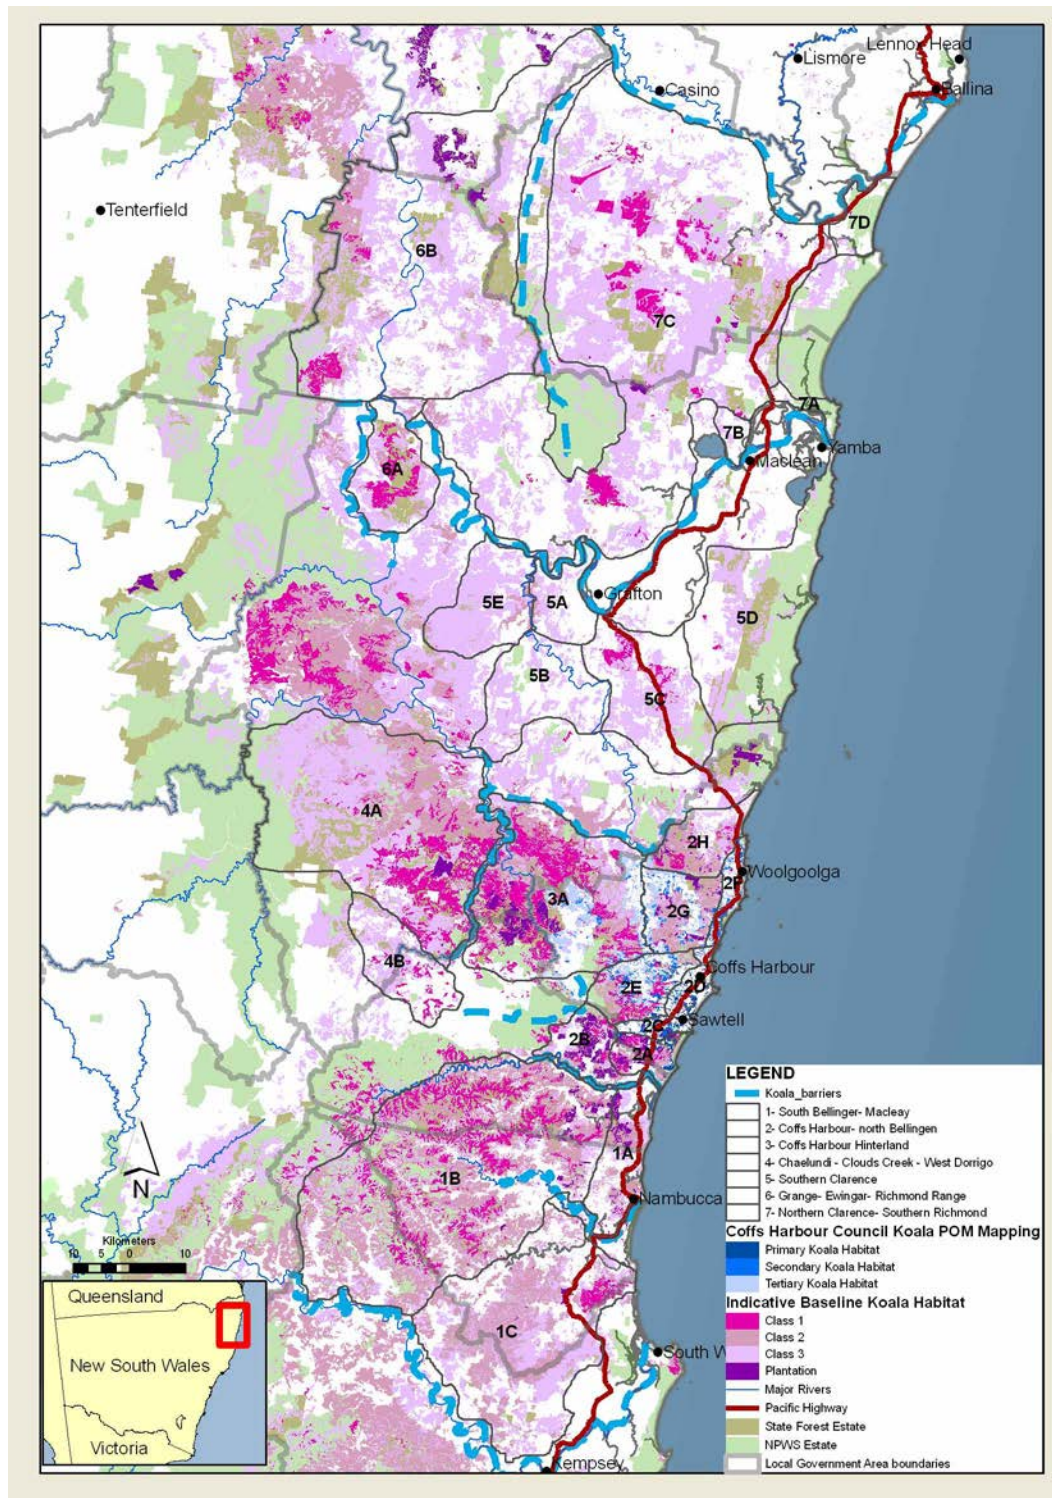 Lennox Head
Lismore
Casino
Ballina
Tenterfield
7D
6B
7C
7A
7B
Yamba
Maclean
6A
5E
5A
Grafton
5D
5B
5C
4A
2H
Woolgoolga
2F
3A
2G
4B
Coffs Harbour
2E
2D
2C
Sawtell
2B
2A
1A
1B
Nambucca
N
Kilometers
10 5 0 10
1C
South W
Kempsey
Queensland
New South Wales
Victoria
LEGEND
Koala_barriers
1- South Bellinger- Macleay
2- Coffs Harbour- north Bellingen
3- Coffs Harbour Hinterland
4- Chaelundi - Clouds Creek - West Dorrigo
5- Southern Clarence
6- Grange- Ewingar- Richmond Range
7- Northern Clarence- Southern Richmond
Coffs Harbour Council Koala POM Mapping
Primary Koala Habitat
Secondary Koala Habitat
Tertiary Koala Habitat
Indicative Baseline Koala Habitat
Class 1
Class 2
Class 3
Plantation
Major Rivers
Pacific Highway
State Forest Estate
NPWS Estate
Local Government Area boundaries